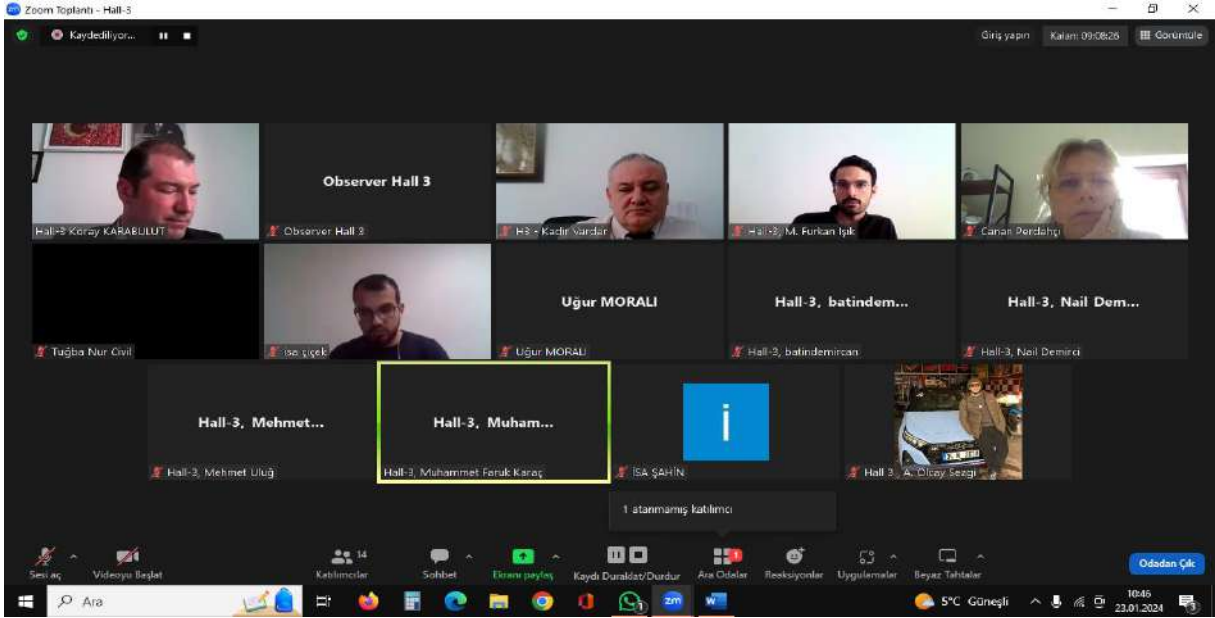 Zoom Toplantı - Hall-3
Kaydediliyor...
Giriş yapın
Kalan: 09:08:26
Görüntüle
Hall-3 Koray KARABULUT
Observer Hall 3
Observer Hall 3
H3 - Kadir Vardar
Hall-3, M. Furkan Işık
Canan Perdahçı
Tuğba Nur Civil
isa çiçek
Uğur MORALI
Uğur MORALI
Hall-3, batindem...
Hall-3, batindemircan
Hall-3, Nail Dem...
Hall-3, Nail Demirci
Hall-3, Mehmet...
Hall-3, Mehmet Uluğ
Hall-3, Muham...
Hall-3, Muhammet Faruk Karaç
i
İSA ŞAHİN
Hall 3, A. Olcay Sezgi
1 atanmamış katılımcı
Sesi aç
Videoyu Başlat
14
Katılımcılar
Sohbet
Ekranı paylaş
Kaydı Duraklat/Durdur
1
Ara Odalar
Reaksiyonlar
Uygulamalar
Beyaz Tahtalar
Odadan Çık
Ara
zm
5°C Güneşli
10:46
23.01.2024